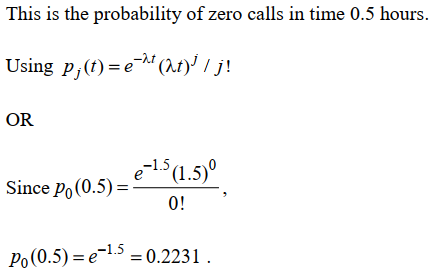 This is the probability of zero calls in time 0.5 hours.
Using p_j(t) = e^{-λt}(λt)^j / j!
OR
Since p_0(0.5) = \frac{e^{-1.5}(1.5)^0}{0!},
p_0(0.5) = e^{-1.5} = 0.2231 .